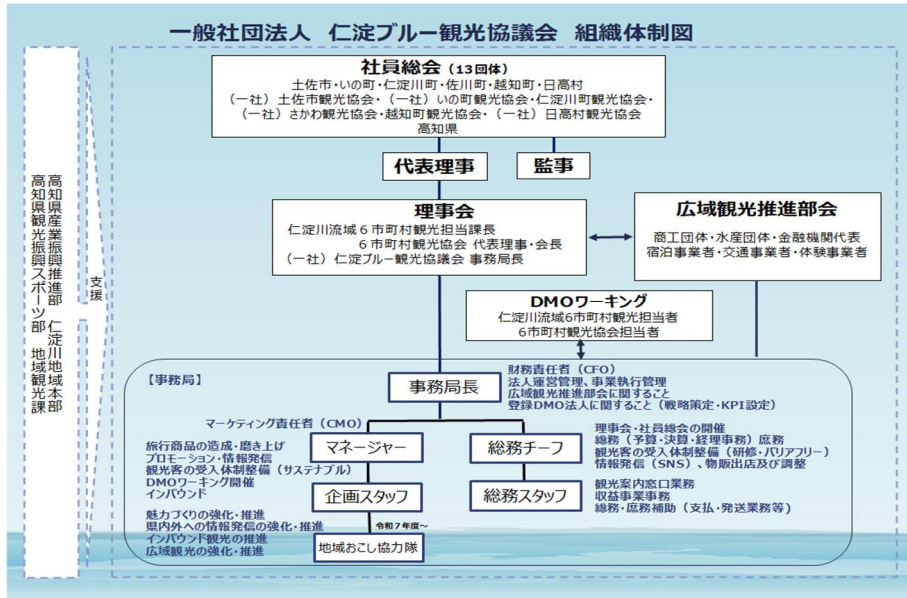 一般社団法人 仁淀ブルー観光協議会 組織体制図
社員総会（13団体）
土佐市・いの町・仁淀川町・佐川町・越知町・日高村
（一社）土佐市観光協会・（一社）いの町観光協会・仁淀川町観光協会・
（一社）さかわ観光協会・越知町観光協会・（一社）日高村観光協会
高知県
代表理事
監事
理事会
仁淀川流域６市町村観光担当課長
６市町村観光協会 代表理事・会長
（一社）仁淀ブルー観光協議会 事務局長
広域観光推進部会
商工団体・水産団体・金融機関代表
宿泊事業者・交通事業者・体験事業者
DMOワーキング
仁淀川流域6市町村観光担当者
6市町村観光協会担当者
高知県産業振興推進部 仁淀川地域本部
高知県観光振興スポーツ部 地域観光課
支援
【事務局】
事務局長
財務責任者（CFO）
法人運営管理、事業執行管理
広域観光推進部会に関すること
登録DMO法人に関すること（戦略策定・KPI設定）
マーケティング責任者（CMO）
マネージャー
旅行商品の造成・磨き上げ
プロモーション・情報発信
観光客の受入体制整備（サステナブル）
DMOワーキング開催
インバウンド
総務チーフ
理事会・社員総会の開催
総務（予算・決算・経理事務）庶務
観光客の受入体制整備（研修・バリアフリー）
情報発信（SNS）、物販出店及び調整
企画スタッフ
総務スタッフ
観光案内窓口業務
収益事業事務
総務・庶務補助（支払・発送業務等）
魅力づくりの強化・推進
県内外への情報発信の強化・推進
インバウンド観光の推進
広域観光の強化・推進
令和７年度～
地域おこし協力隊